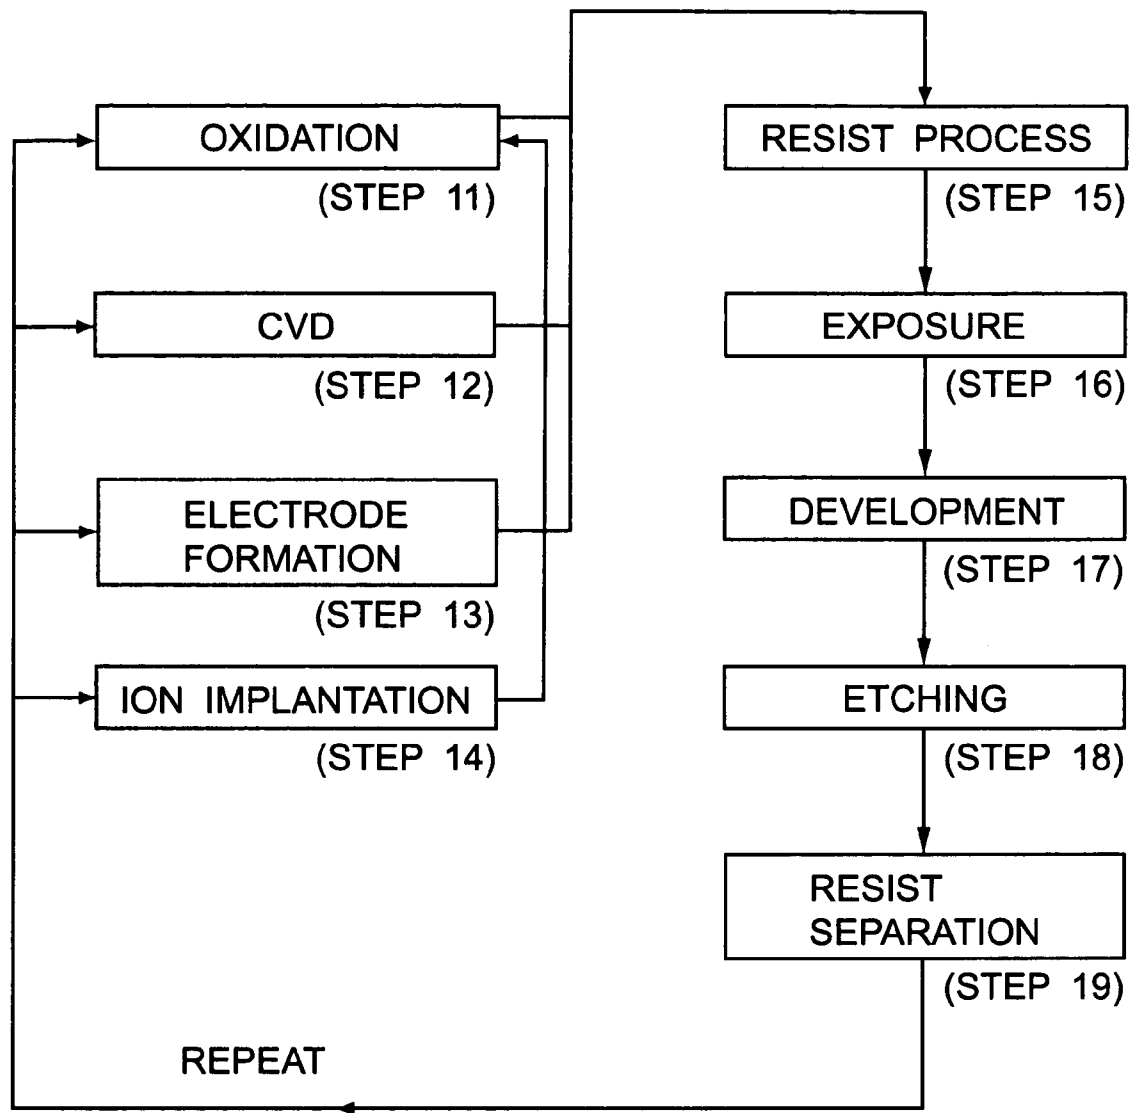 OXIDATION
(STEP 11)
CVD
(STEP 12)
ELECTRODE
FORMATION
(STEP 13)
ION IMPLANTATION
(STEP 14)
RESIST PROCESS
(STEP 15)
EXPOSURE
(STEP 16)
DEVELOPMENT
(STEP 17)
ETCHING
(STEP 18)
RESIST
SEPARATION
(STEP 19)
REPEAT